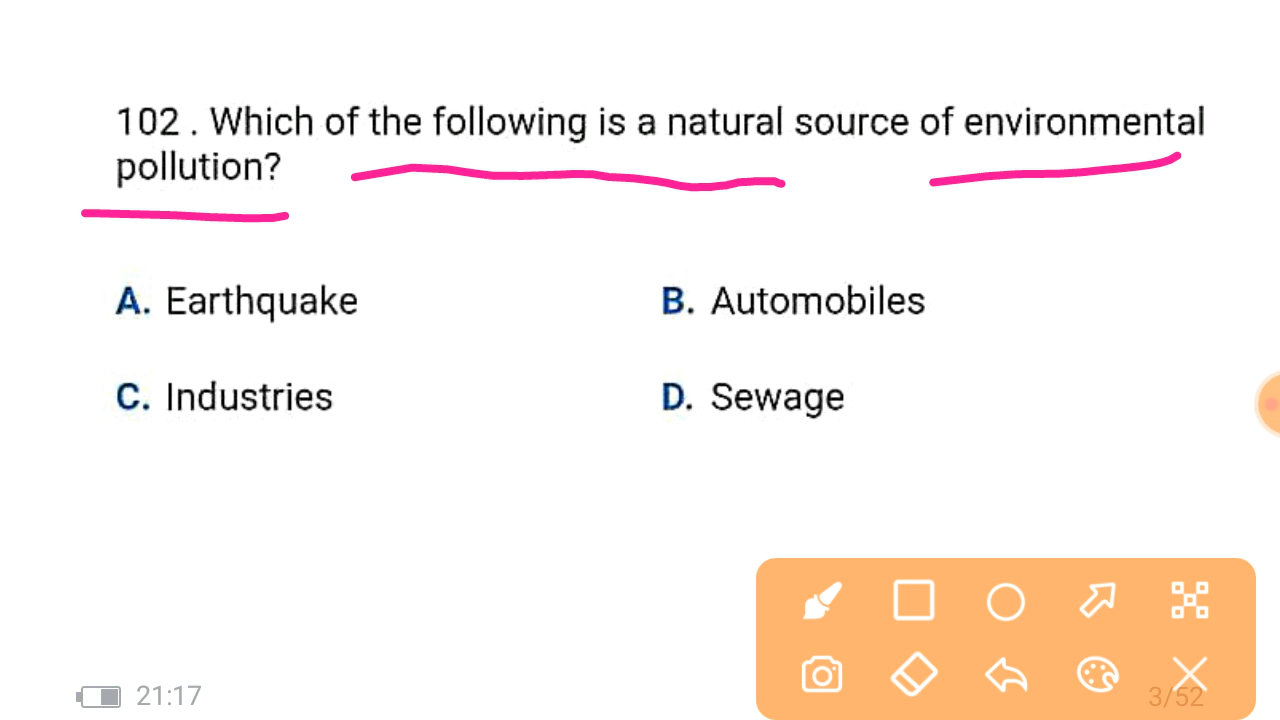 102 . Which of the following is a natural source of environmental
pollution?
A. Earthquake
B. Automobiles
C. Industries
D. Sewage
21:17
3/52